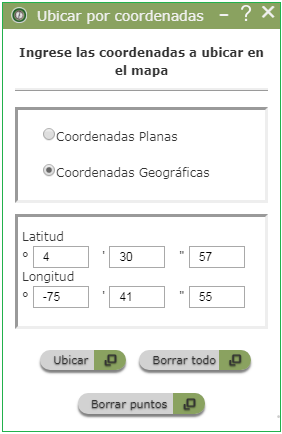 Ubicar por coordenadas – ? ×
Ingrese las coordenadas a ubicar en
el mapa
Coordenadas Planas
Coordenadas Geográficas
Latitud
º 4 ' 30 " 57
Longitud
º -75 ' 41 " 55
Ubicar Borrar todo
Borrar puntos